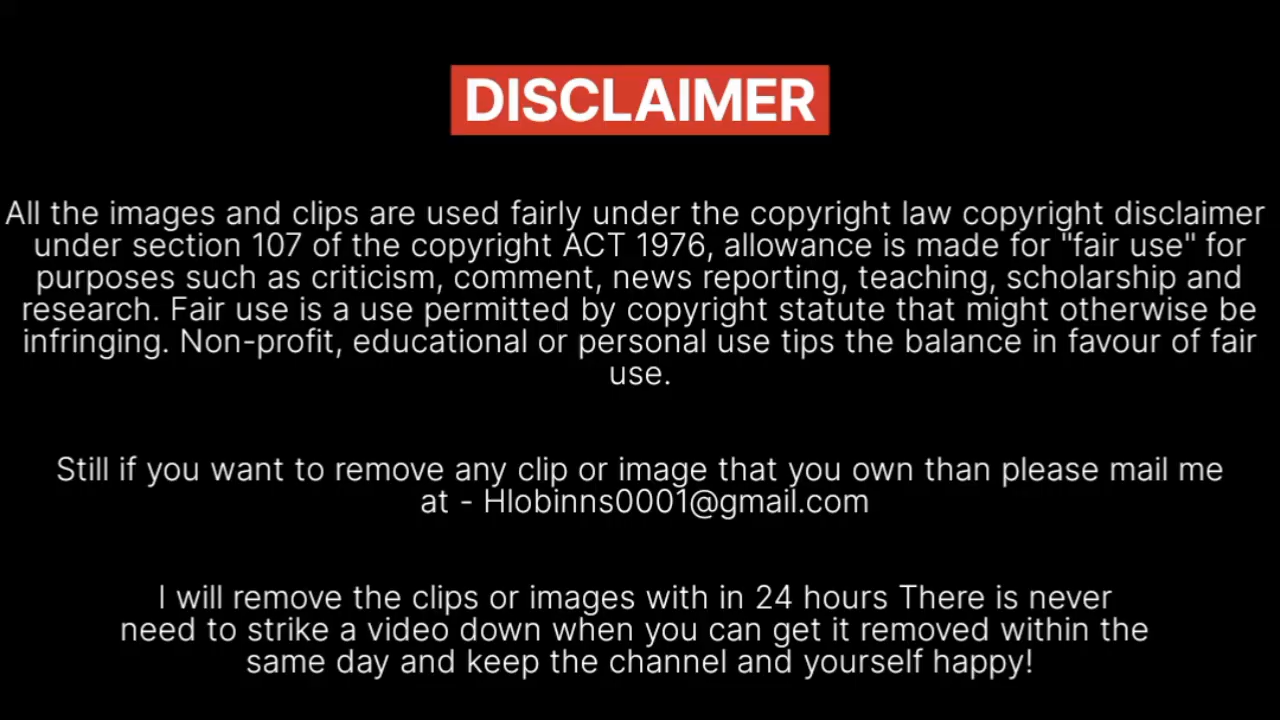 DISCLAIMER
All the images and clips are used fairly under the copyright law copyright disclaimer
under section 107 of the copyright ACT 1976, allowance is made for "fair use" for
purposes such as criticism, comment, news reporting, teaching, scholarship and
research. Fair use is a use permitted by copyright statute that might otherwise be
infringing. Non-profit, educational or personal use tips the balance in favour of fair
use.
Still if you want to remove any clip or image that you own than please mail me
at - Hlobinns0001@gmail.com
I will remove the clips or images with in 24 hours There is never
need to strike a video down when you can get it removed within the
same day and keep the channel and yourself happy!